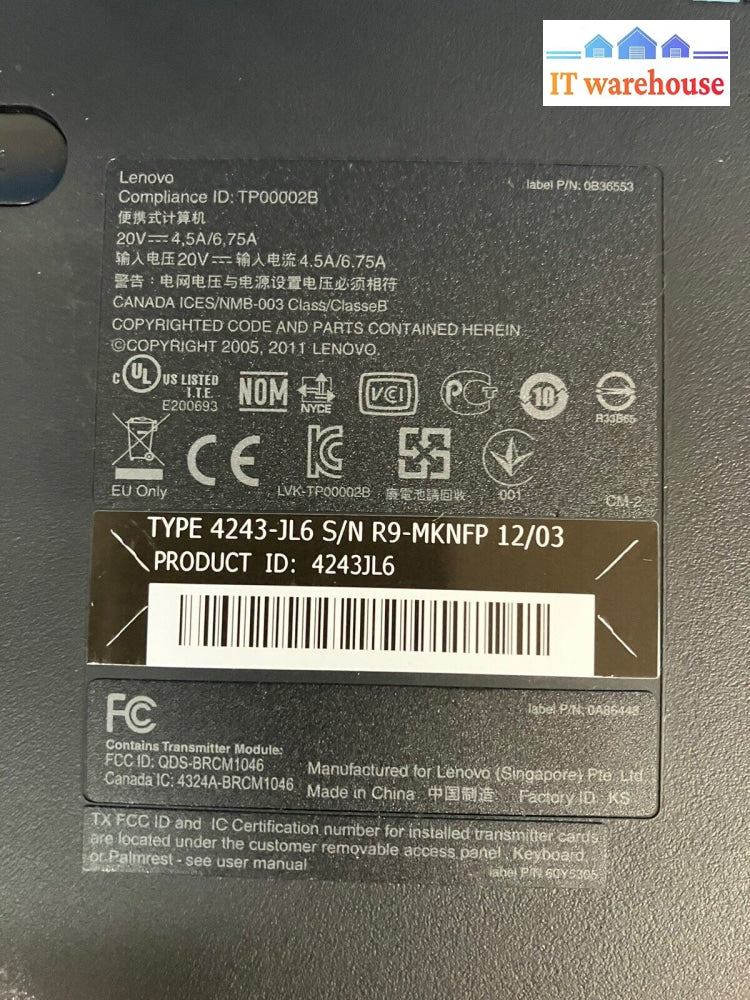 IT warehouse
Lenovo
label P/N: 0B36553
Compliance ID: TP00002B
便携式计算机
20V⎓4,5A/6,75A
输入电压20V⎓输入电流 4.5A/6.75A
警告：电网电压与电源设置电压必须相符
CANADA ICES/NMB-003 Class/ClasseB
COPYRIGHTED CODE AND PARTS CONTAINED HEREIN
©COPYRIGHT 2005, 2011 LENOVO.
C UL US LISTED
I.T.E.
E200693
NOM
NYCE
VCI
PCT
10
R33B65
EU Only
CE
LVK-TP00002B
廢電池請回收
001
CM-2
TYPE 4243-JL6 S/N R9-MKNFP 12/03
PRODUCT ID: 4243JL6
FC
label P/N: 0A86448
Contains Transmitter Module:
FCC ID: QDS-BRCM1046
Canada IC: 4324A-BRCM1046
Manufactured for Lenovo (Singapore) Pte. Ltd
Made in China 中国制造 Factory ID KS
TX FCC ID and IC Certification number for installed transmitter cards
are located under the customer removable access panel, Keyboard
or Palmrest - see user manual
label P/N 60Y5305